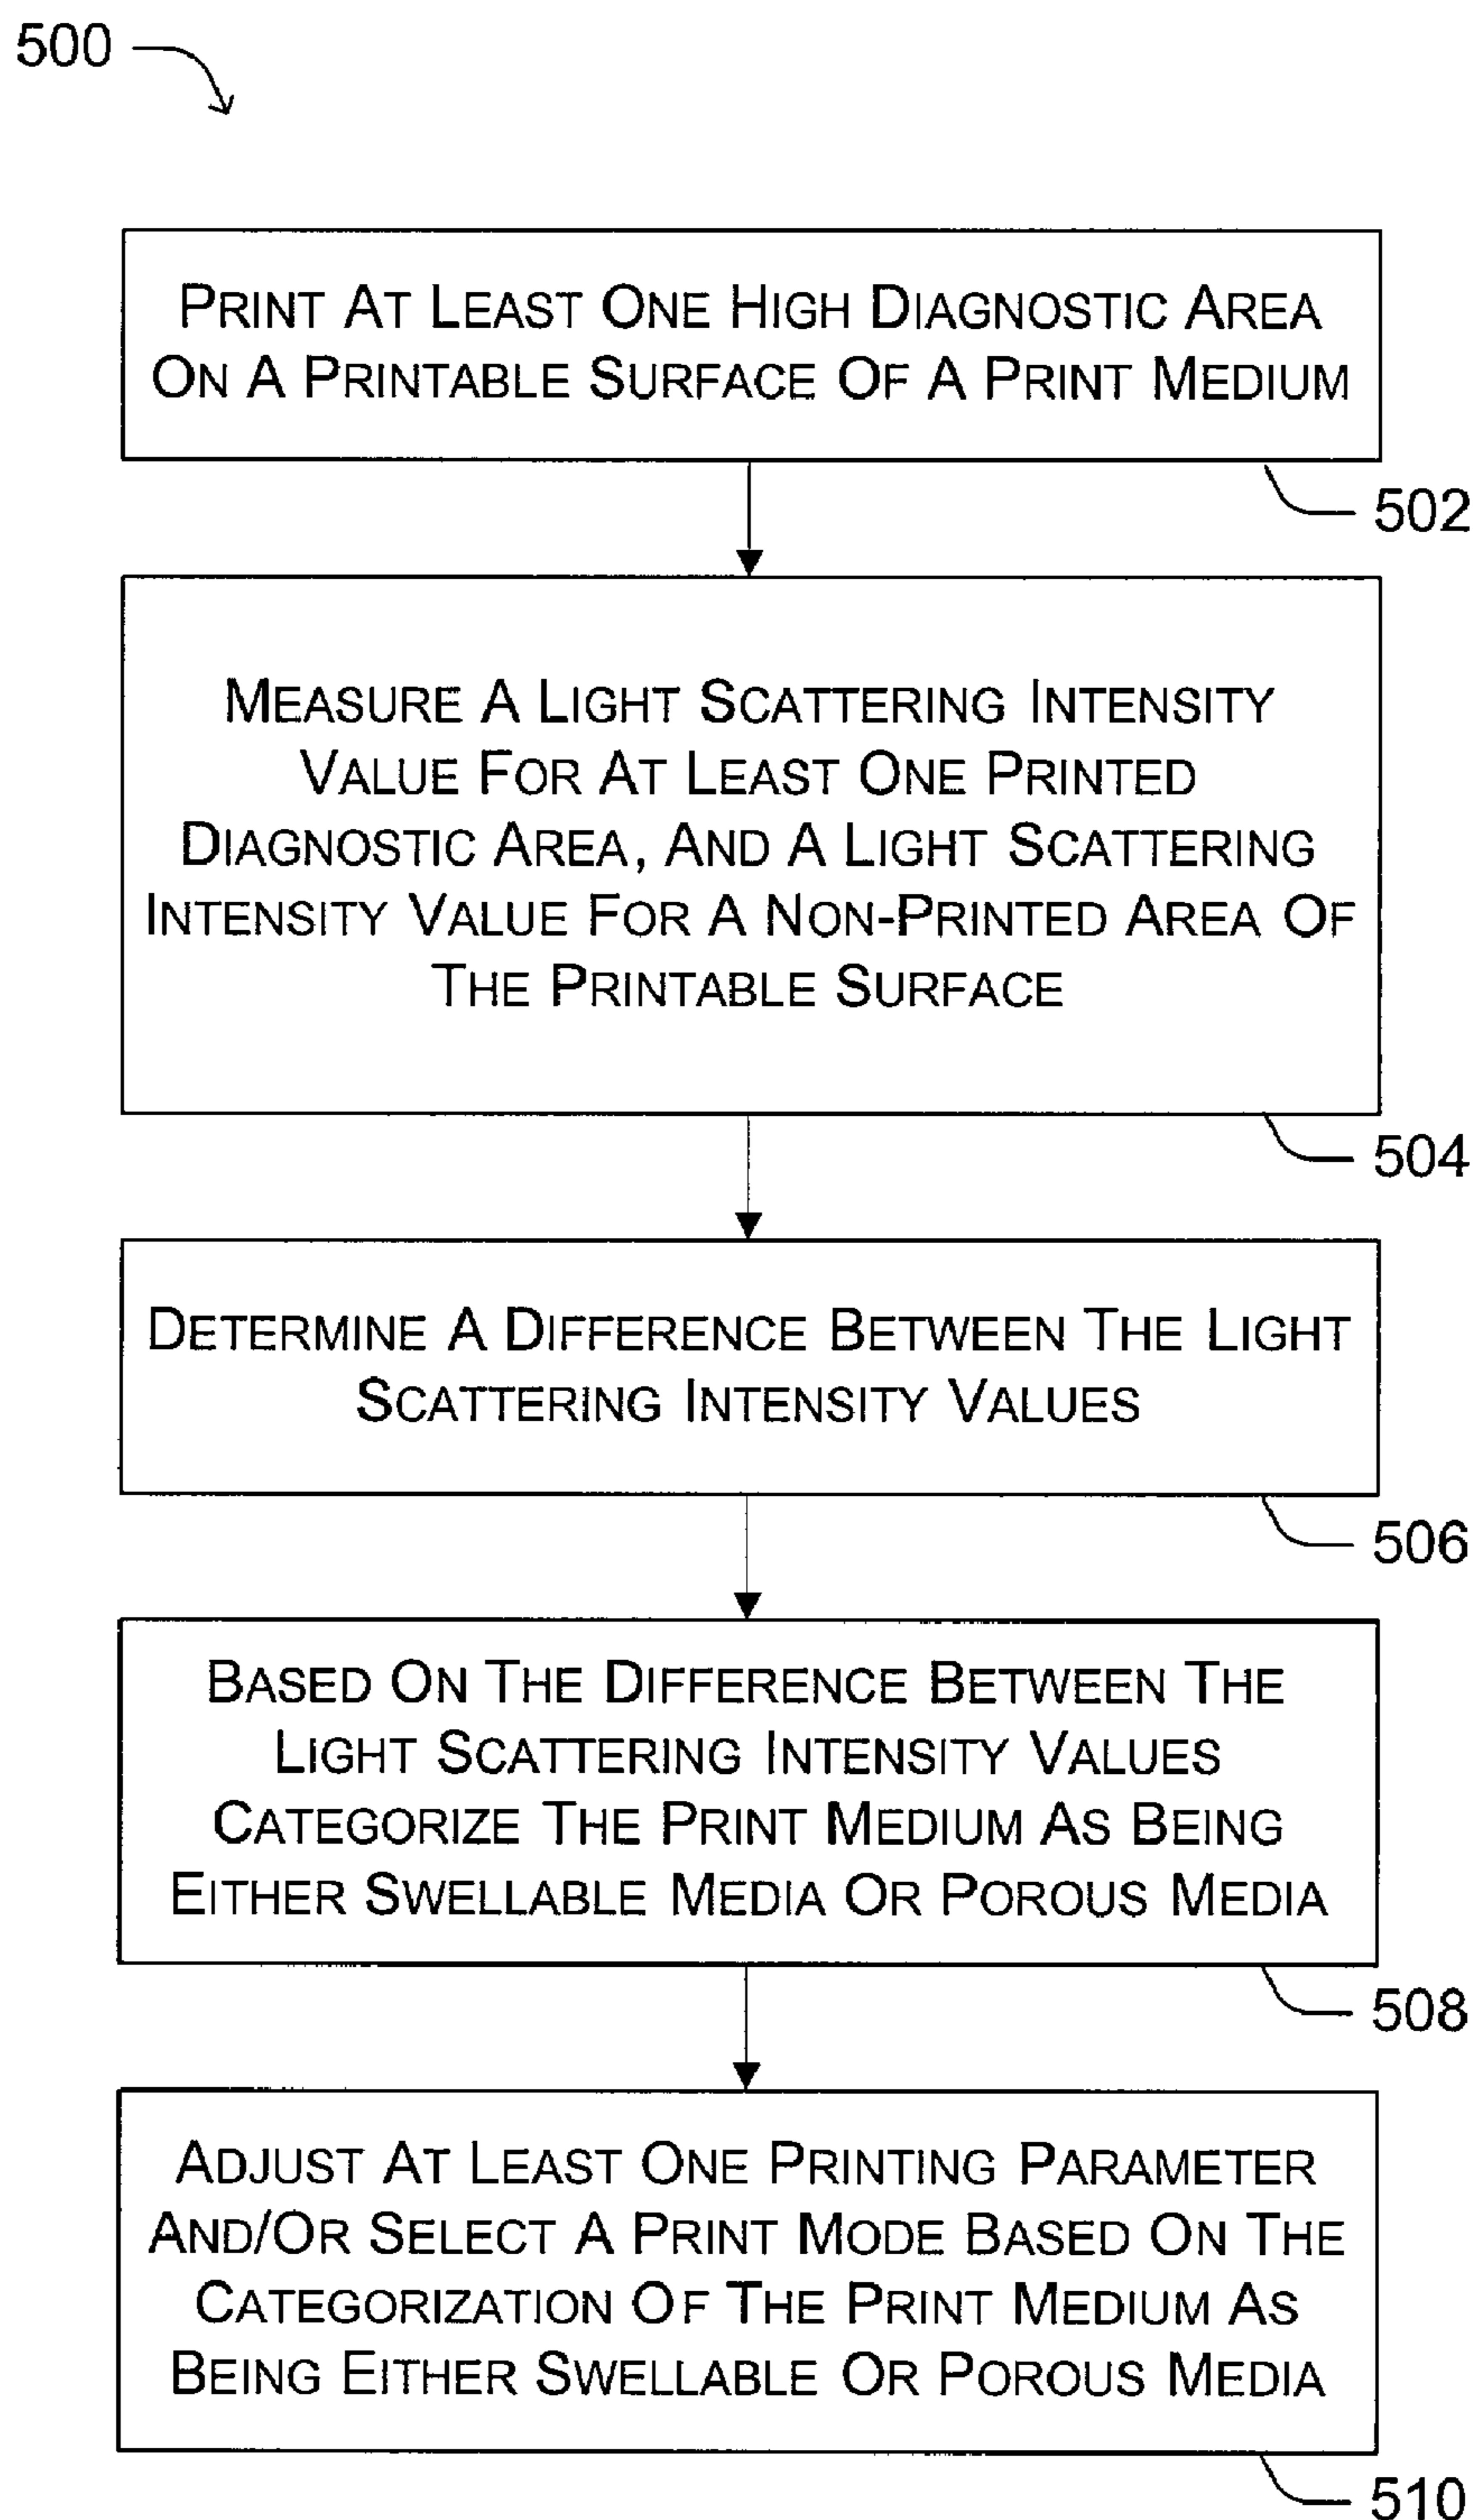 500
PRINT AT LEAST ONE HIGH DIAGNOSTIC AREA
ON A PRINTABLE SURFACE OF A PRINT MEDIUM
502
MEASURE A LIGHT SCATTERING INTENSITY
VALUE FOR AT LEAST ONE PRINTED
DIAGNOSTIC AREA, AND A LIGHT SCATTERING
INTENSITY VALUE FOR A NON-PRINTED AREA OF
THE PRINTABLE SURFACE
504
DETERMINE A DIFFERENCE BETWEEN THE LIGHT
SCATTERING INTENSITY VALUES
506
BASED ON THE DIFFERENCE BETWEEN THE
LIGHT SCATTERING INTENSITY VALUES
CATEGORIZE THE PRINT MEDIUM AS BEING
EITHER SWELLABLE MEDIA OR POROUS MEDIA
508
ADJUST AT LEAST ONE PRINTING PARAMETER
AND/OR SELECT A PRINT MODE BASED ON THE
CATEGORIZATION OF THE PRINT MEDIUM AS
BEING EITHER SWELLABLE OR POROUS MEDIA
510